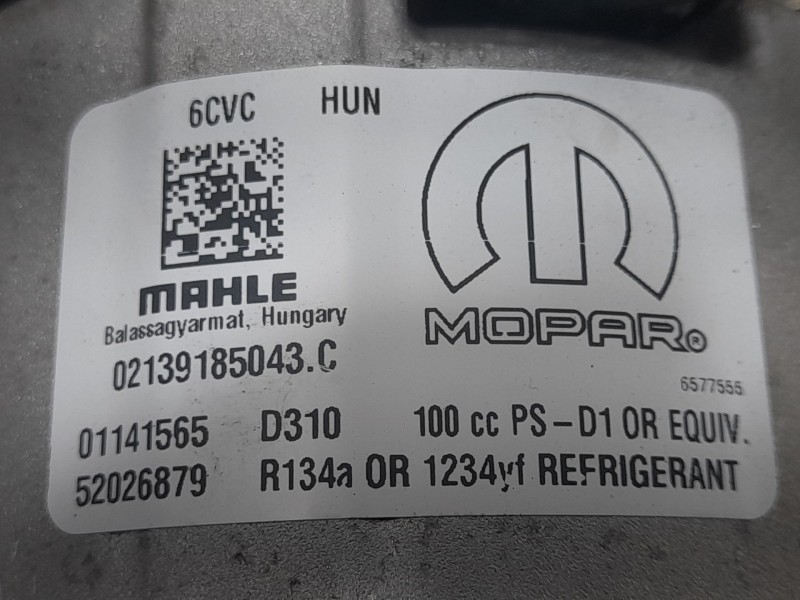 6CVC HUN
MAHLE
Balassagyarmat, Hungary
02139185043.C
MOPAR®
6577555
01141565 D310 100 cc PS-D1 OR EQUIV.
52026879 R134a OR 1234yf REFRIGERANT